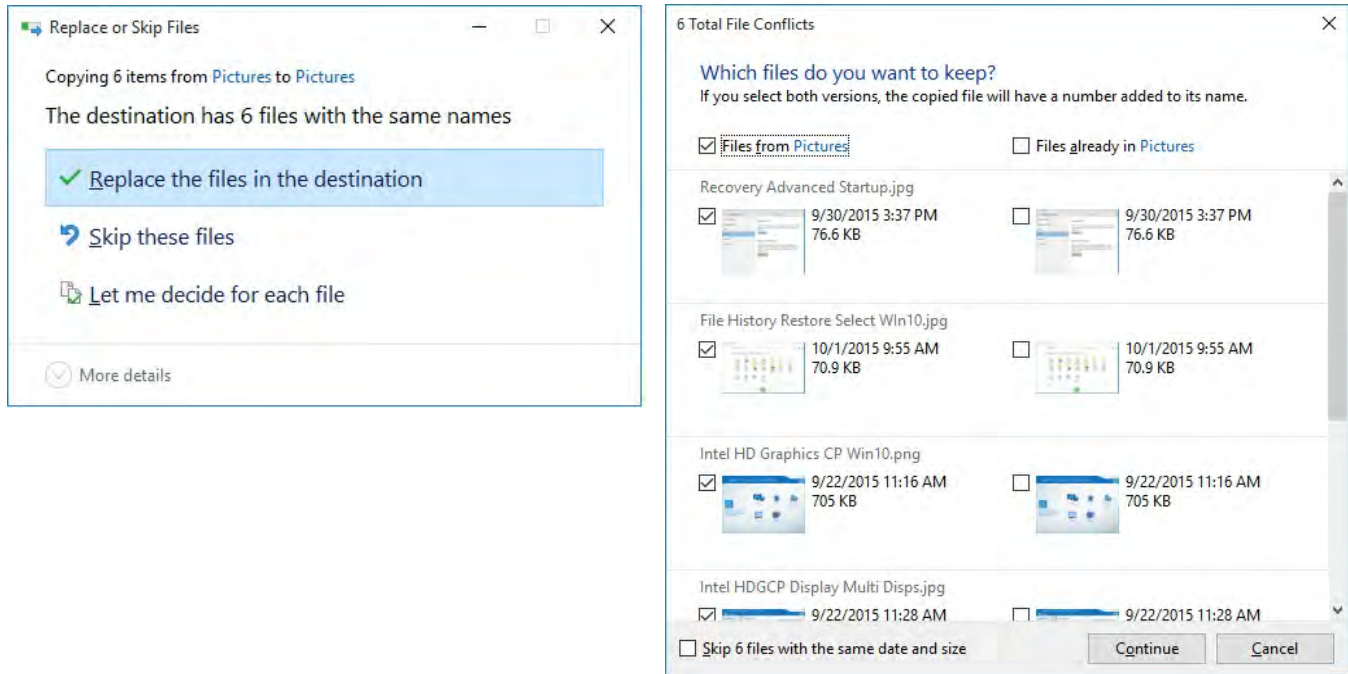 Replace or Skip Files
Copying 6 items from Pictures to Pictures
The destination has 6 files with the same names
Replace the files in the destination
Skip these files
Let me decide for each file
More details
6 Total File Conflicts
Which files do you want to keep?
If you select both versions, the copied file will have a number added to its name.
Files from Pictures
Files already in Pictures
Recovery Advanced Startup.jpg
9/30/2015 3:37 PM
76.6 KB
9/30/2015 3:37 PM
76.6 KB
File History Restore Select WIn10.jpg
10/1/2015 9:55 AM
70.9 KB
10/1/2015 9:55 AM
70.9 KB
Intel HD Graphics CP Win10.png
9/22/2015 11:16 AM
705 KB
9/22/2015 11:16 AM
705 KB
Intel HDGCP Display Multi Disps.jpg
9/22/2015 11:28 AM
9/22/2015 11:28 AM
Skip 6 files with the same date and size
Continue
Cancel